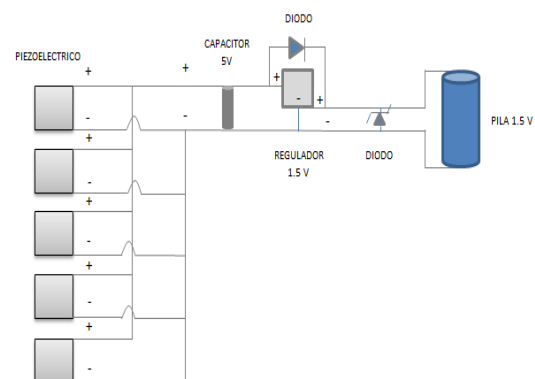 DIODO
CAPACITOR
5V
PIEZOELECTRICO
+
+
+
+
-
-
-
+
-
PILA 1.5 V
+
REGULADOR
1.5 V
DIODO
-
+
-
+
-
+
-